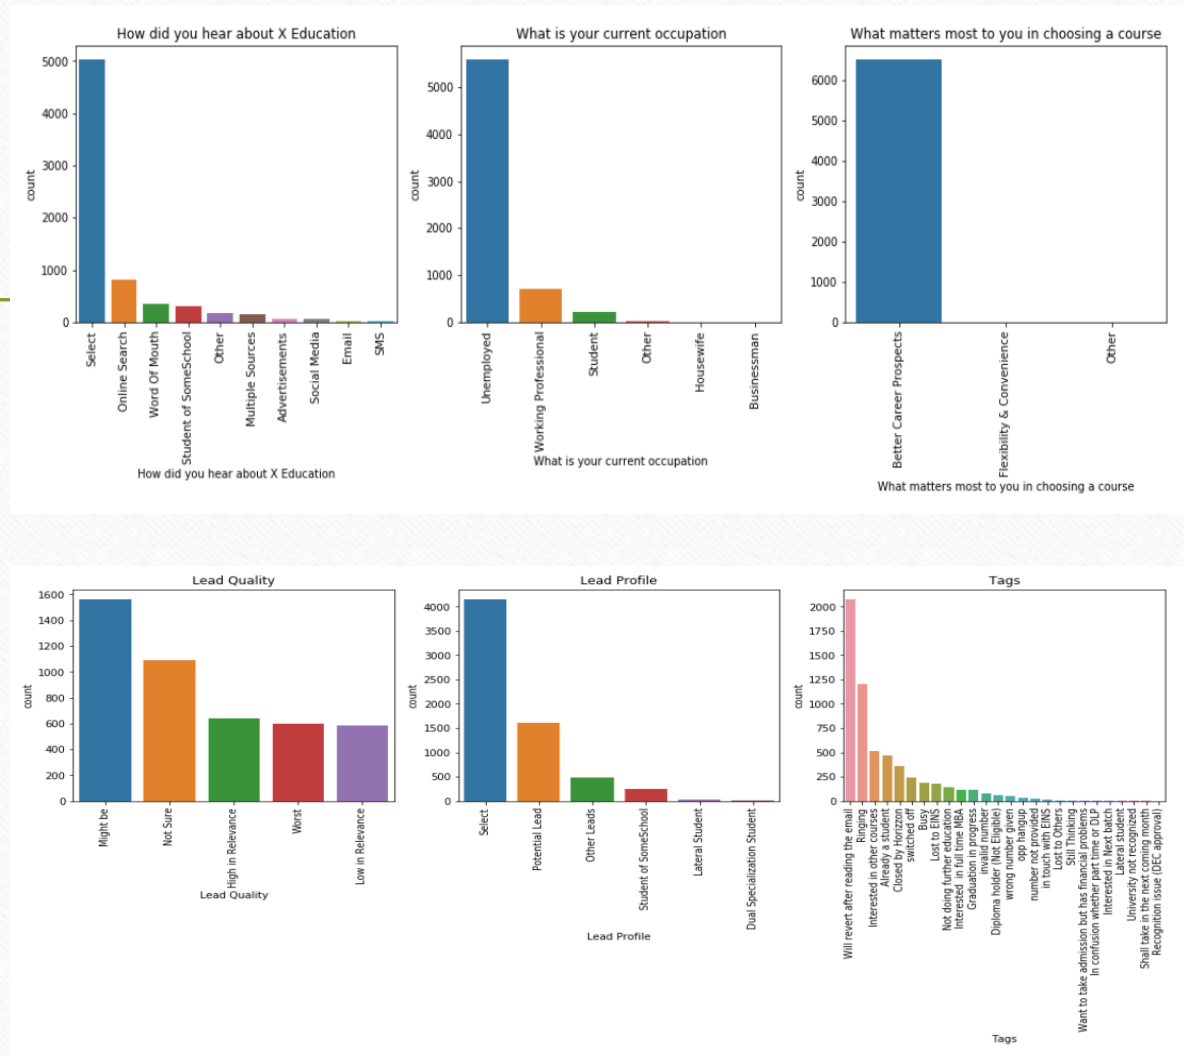 How did you hear about X Education
5000
4000
3000
2000
1000
0
count
Select
Online Search
Word Of Mouth
Student of SomeSchool
Other
Multiple Sources
Advertisements
Social Media
Email
SMS
How did you hear about X Education
What is your current occupation
5000
4000
3000
2000
1000
0
count
Unemployed
Working Professional
Student
Other
Housewife
Businessman
What is your current occupation
What matters most to you in choosing a course
6000
5000
4000
3000
2000
1000
0
count
Better Career Prospects
Flexibility & Convenience
Other
What matters most to you in choosing a course
Lead Quality
1600
1400
1200
1000
800
600
400
200
0
count
Might be
Not Sure
High in Relevance
Worst
Low in Relevance
Lead Quality
Lead Profile
4000
3500
3000
2500
2000
1500
1000
500
0
count
Select
Potential Lead
Other Leads
Student of SomeSchool
Lateral Student
Dual Specialization Student
Lead Profile
Tags
2000
1750
1500
1250
1000
750
500
250
0
count
Will revert after reading the email
Ringing
Interested in other courses
Already a student
Closed by Horizzon
switched off
Busy
Lost to EINS
Not doing further education
Interested in full time MBA
Graduation in progress
invalid number
Diploma holder (Not Eligible)
wrong number given
opp hangup
number not provided
in touch with EINS
Lost to Others
Still Thinking
Want to take admission but has financial problems
In confusion whether part time or DLP
Interested in Next batch
Lateral student
University not recognized
Shall take in the next coming month
Recognition issue (DEC approval)
Tags